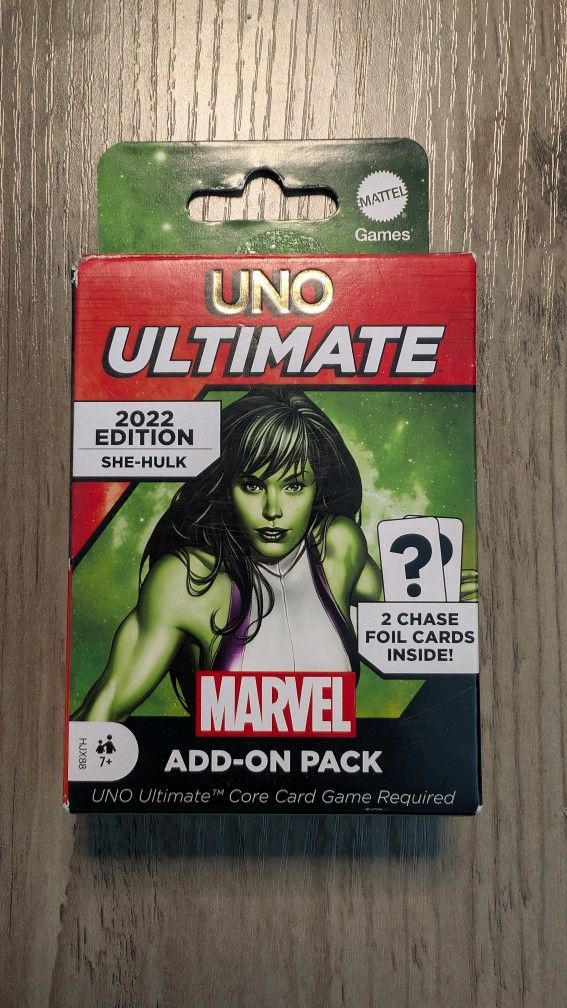 MATTEL
Games
UNO
ULTIMATE
2022
EDITION
SHE-HULK
?
?
2 CHASE
FOIL CARDS
INSIDE!
MARVEL
HJX88
7+
ADD-ON PACK
UNO Ultimate™ Core Card Game Required